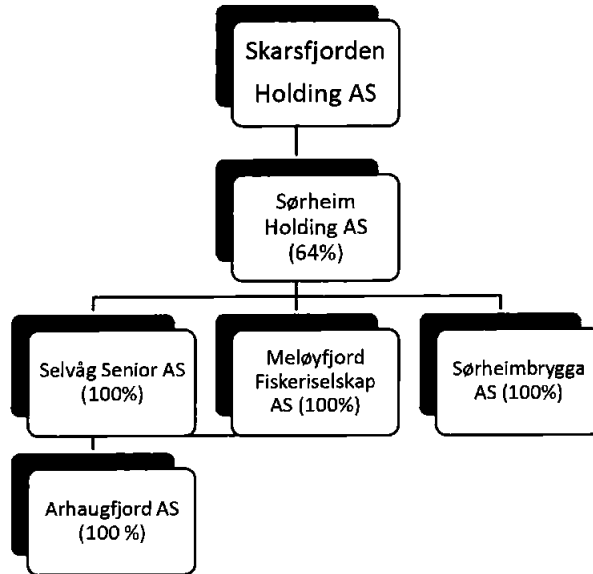 Skarsfjorden
Holding AS
Sørheim
Holding AS
(64%)
Selvåg Senior AS
(100%)
Meløyfjord
Fiskeriselskap
AS (100%)
Sørheimbrygga
AS (100%)
Arhaugfjord AS
(100 %)